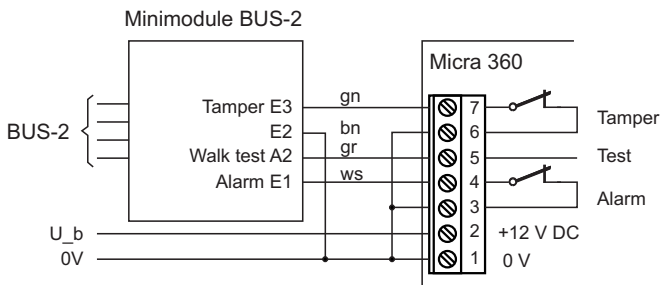 Minimodule BUS-2
Micra 360
BUS-2
Tamper E3 gn 7
E2 bn 6 Tamper
Walk test A2 gr 5 Test
Alarm E1 ws 4
3 Alarm
U_b 2 +12 V DC
0V 1 0 V